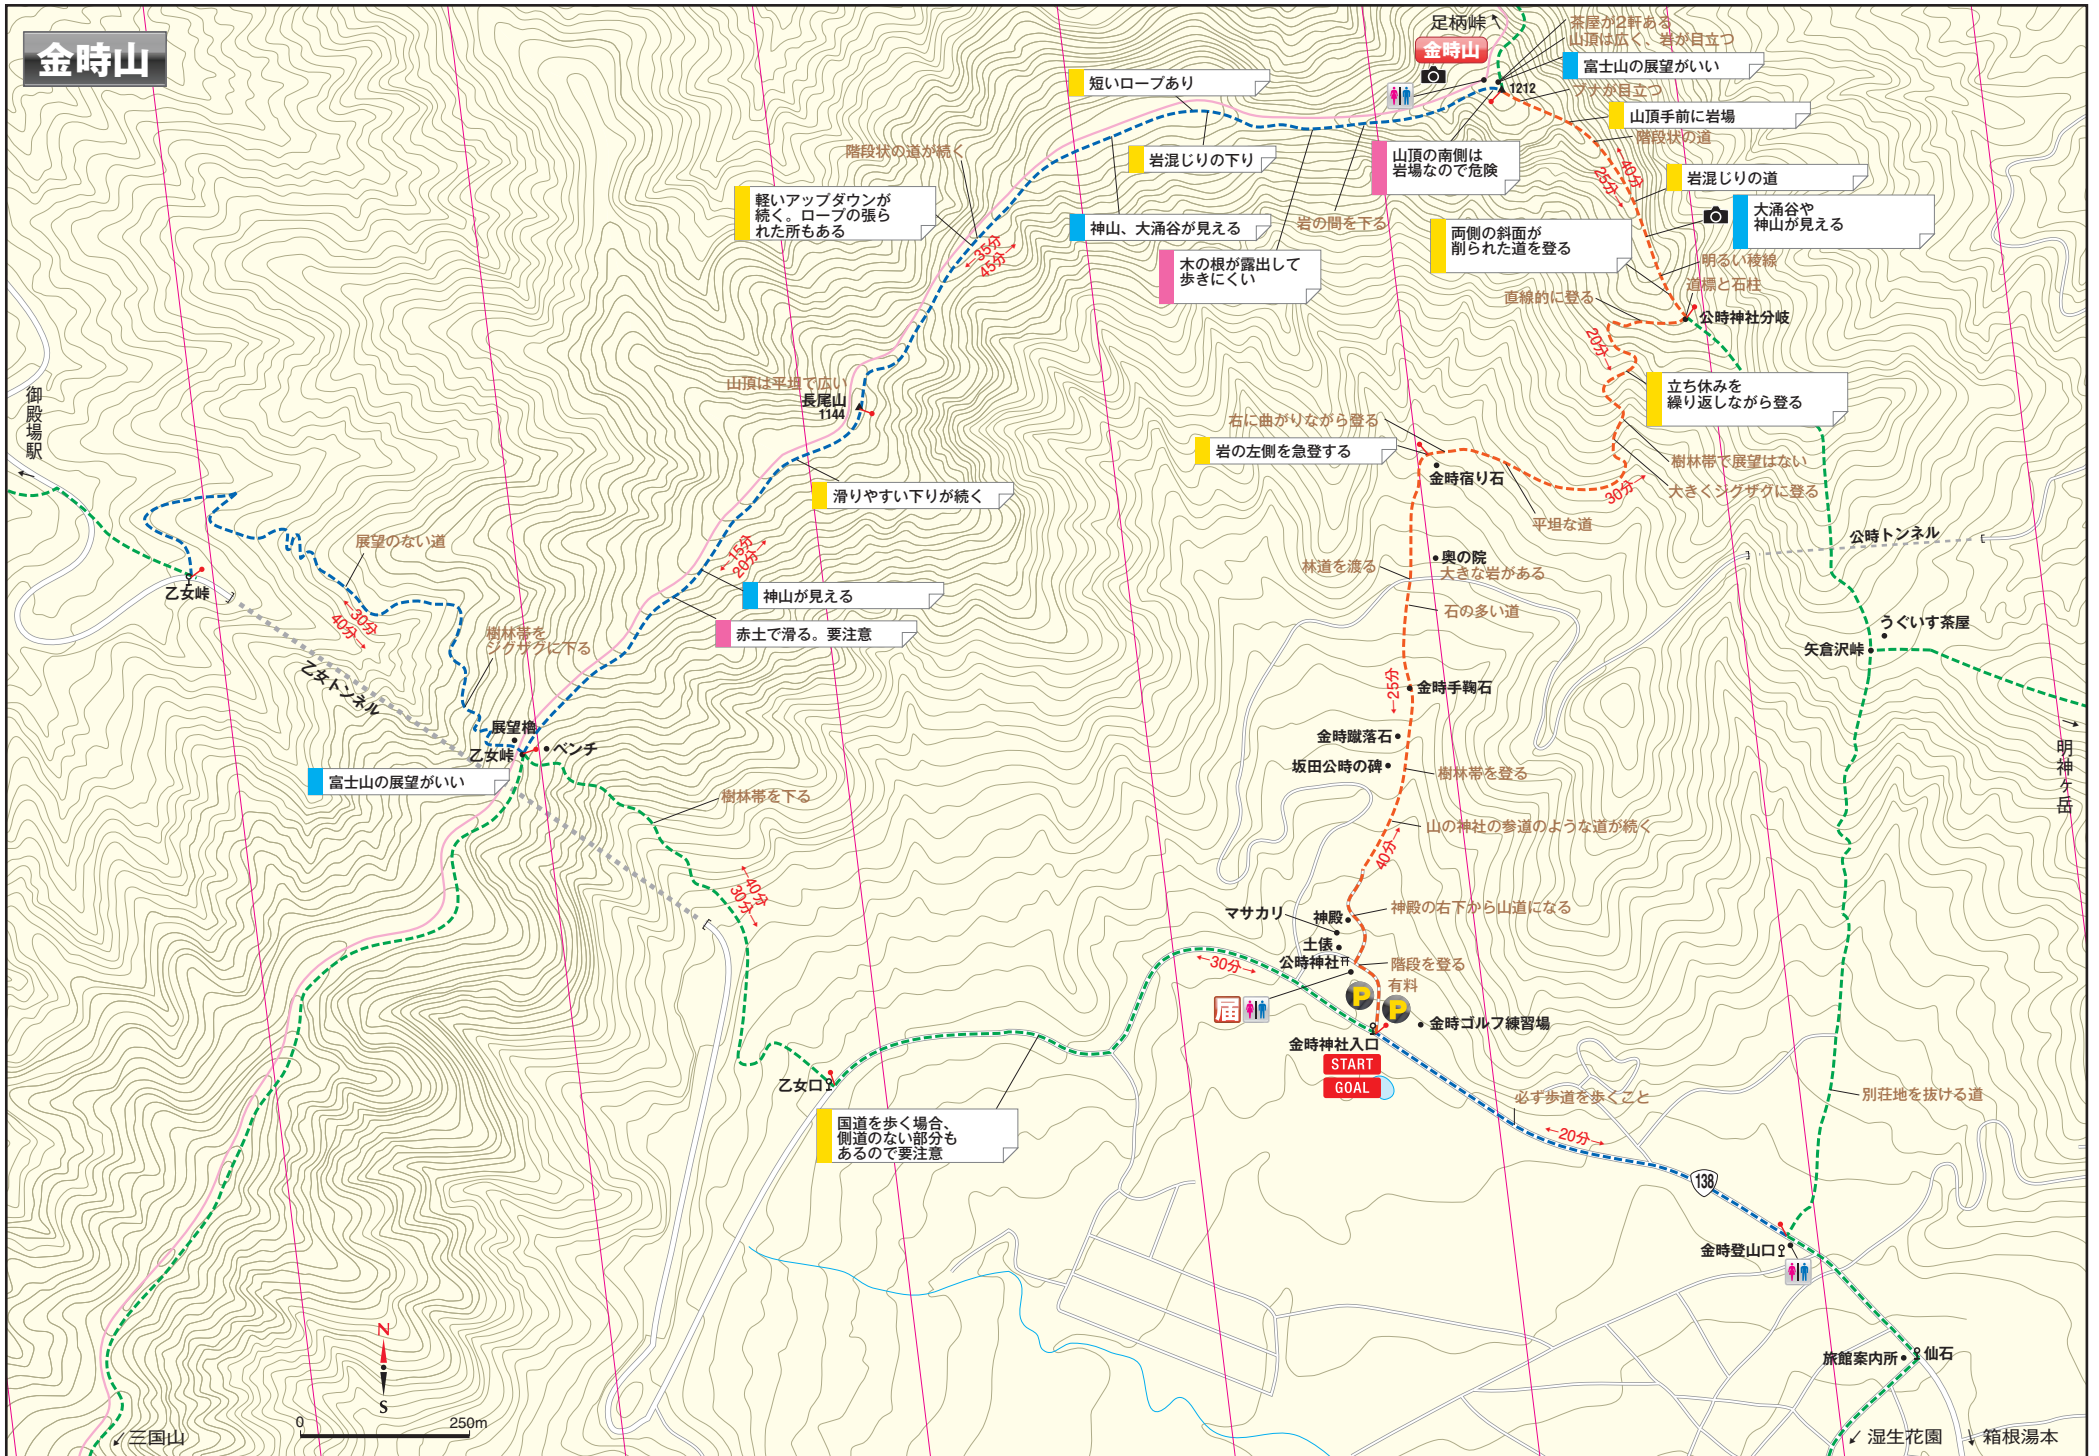 金時山
足柄峠
茶屋が2軒ある
山頂は広く、岩が目立つ
金時山
富士山の展望がいい
1212
ブナが目立つ
短いロープあり
山頂手前に岩場
階段状の道
階段状の道が続く
岩混じりの下り
山頂の南側は
岩場なので危険
40分
25分
岩混じりの道
軽いアップダウンが
続く。ロープの張ら
れた所もある
神山、大涌谷が見える
岩の間を下る
両側の斜面が
削られた道を登る
大涌谷や
神山が見える
35分
45分
木の根が露出して
歩きにくい
明るい稜線
道標と石柱
直線的に登る
公時神社分岐
20分
山頂は平坦で広い
長尾山
1144
立ち休みを
繰り返しながら登る
御殿場駅
右に曲がりながら登る
岩の左側を急登する
金時宿り石
樹林帯で展望はない
大きくジグザグに登る
30分
滑りやすい下りが続く
平坦な道
展望のない道
15分
20分
公時トンネル
奥の院
大きな岩がある
林道を渡る
乙女峠
神山が見える
石の多い道
30分
40分
赤土で滑る。要注意
樹林帯を
ジグザグに下る
うぐいす茶屋
矢倉沢峠
乙女トンネル
25分
金時手鞠石
展望櫓
乙女峠
ベンチ
金時蹴落石
坂田公時の碑
樹林帯を登る
明神ヶ岳
富士山の展望がいい
樹林帯を下る
山の神社の参道のような道が続く
40分
40分
30分
マサカリ
神殿
神殿の右下から山道になる
土俵
公時神社
階段を登る
30分
有料
届
P
P
金時ゴルフ練習場
金時神社入口
START
GOAL
乙女口
必ず歩道を歩くこと
別荘地を抜ける道
国道を歩く場合、
側道のない部分も
あるので要注意
20分
138
金時登山口
N
S
旅館案内所
仙石
0
250m
三国山
湿生花園
箱根湯本